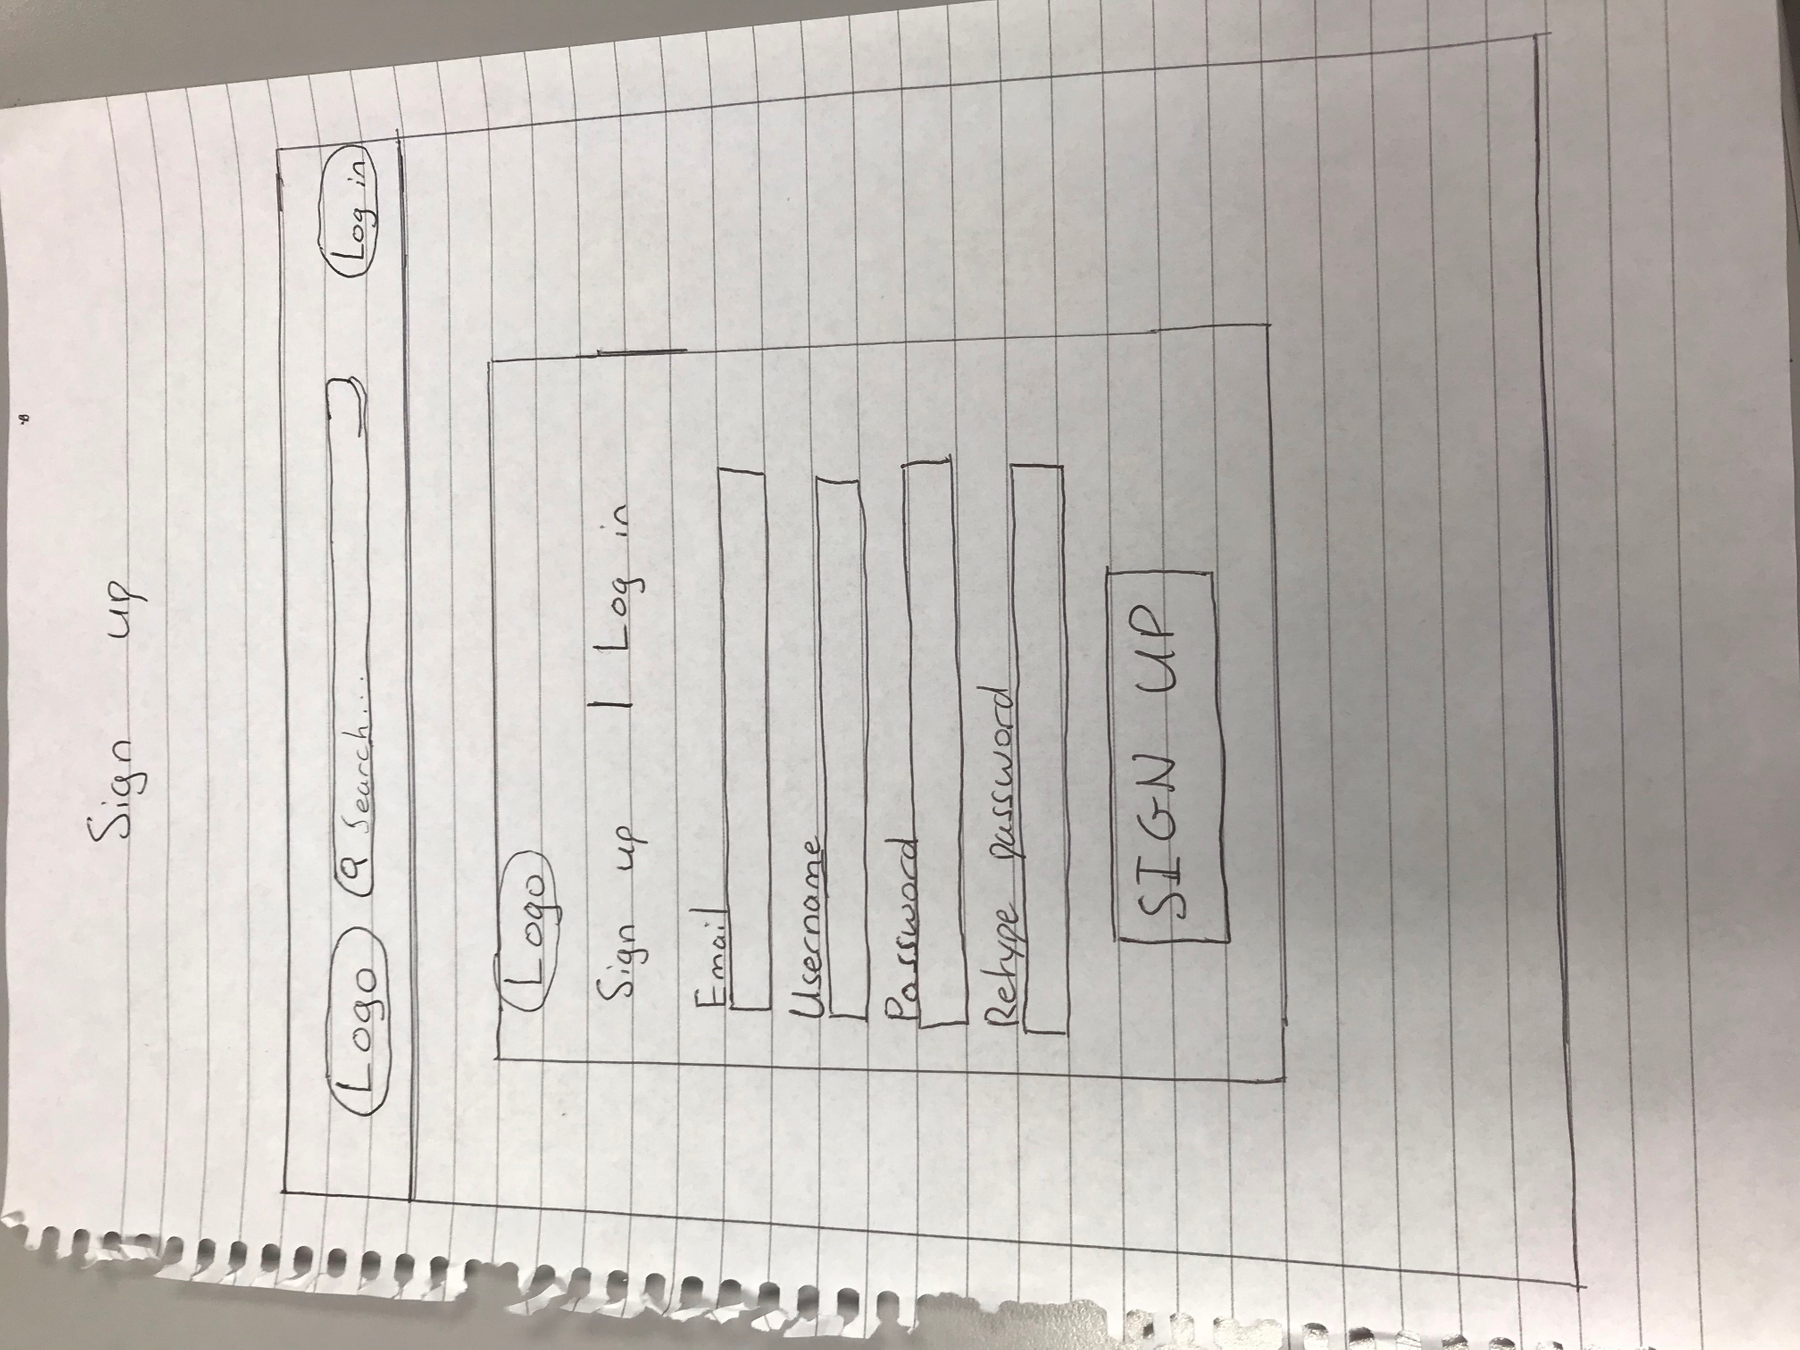 Sign up
Logo Search... Log in
Logo
Sign up | Log in
Email
Username
Password
Retype password
SIGN UP